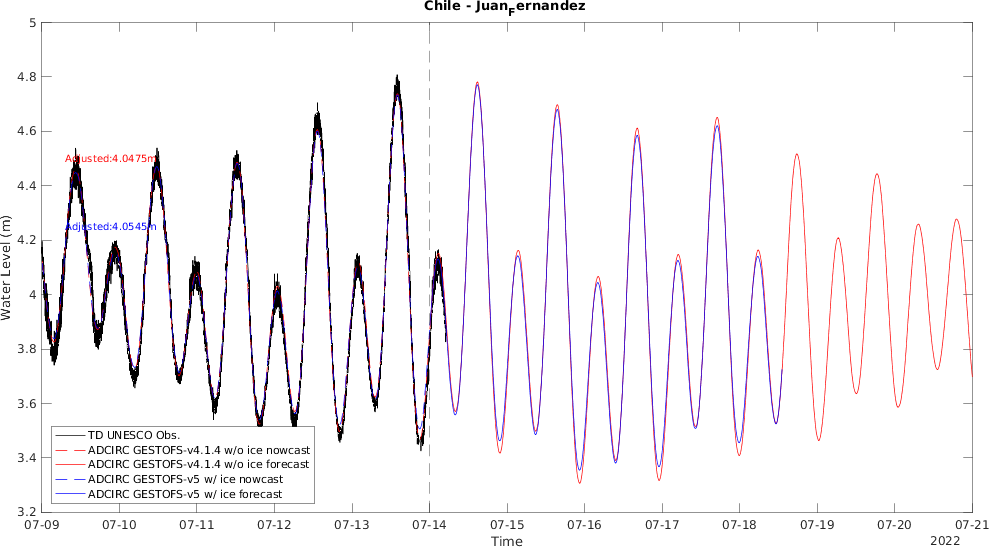 Chile - Juan_Fernandez
5
4.8
4.6
4.4
4.2
4
3.8
3.6
3.4
3.2
Water Level (m)
Adjusted:4.0475m
Adjusted:4.0545m
TD UNESCO Obs.
ADCIRC GESTOFS-v4.1.4 w/o ice nowcast
ADCIRC GESTOFS-v4.1.4 w/o ice forecast
ADCIRC GESTOFS-v5 w/ ice nowcast
ADCIRC GESTOFS-v5 w/ ice forecast
07-09 07-10 07-11 07-12 07-13 07-14 07-15 07-16 07-17 07-18 07-19 07-20 07-21
Time
2022